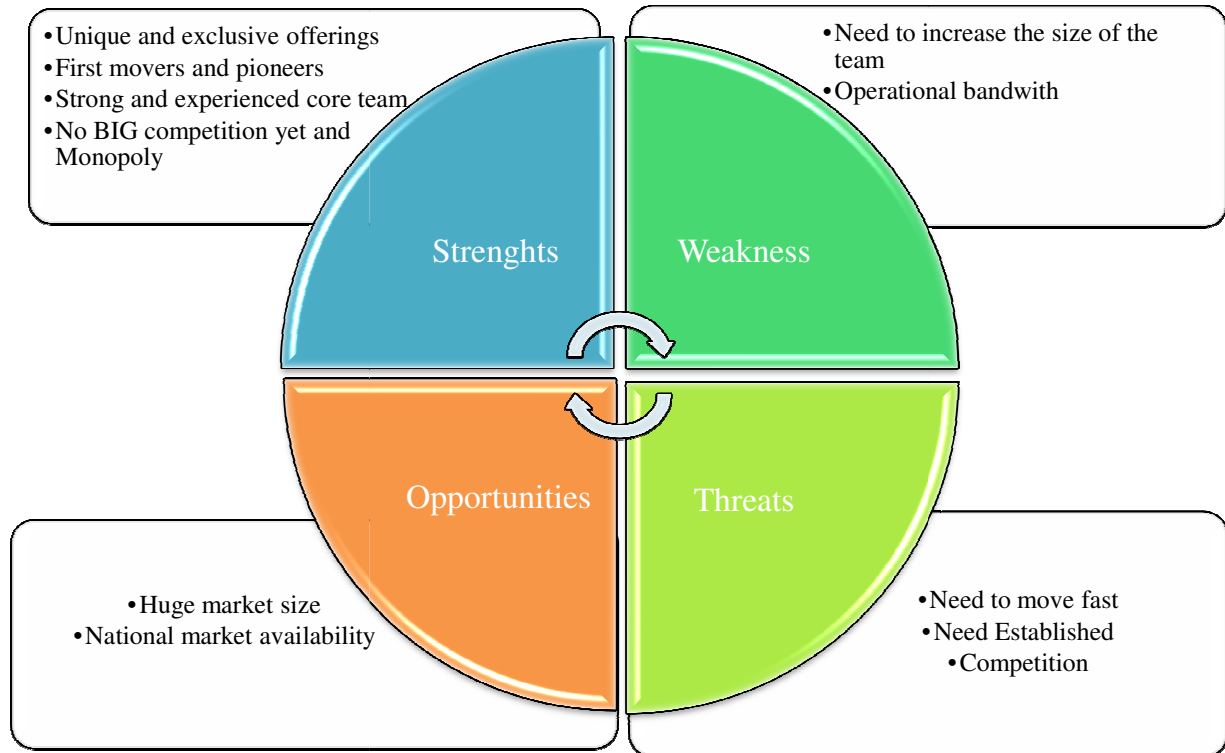 •Unique and exclusive offerings
•First movers and pioneers
•Strong and experienced core team
•No BIG competition yet and
Monopoly
•Need to increase the size of the
team
•Operational bandwith
Strenghts
Weakness
Opportunities
Threats
•Huge market size
•National market availability
•Need to move fast
•Need Established
•Competition